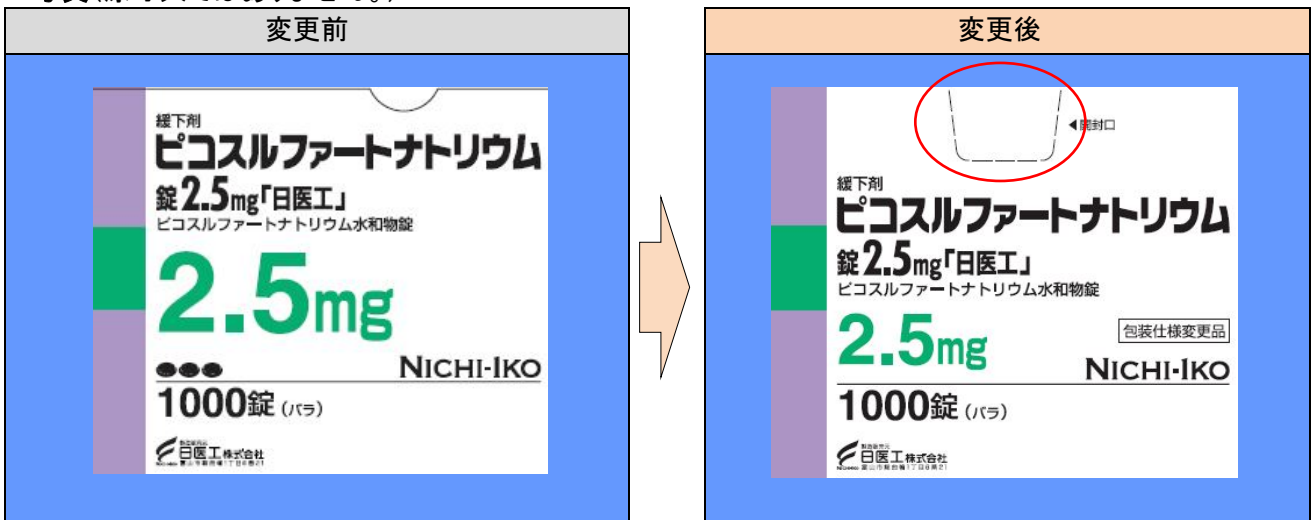 変更前
緩下剤
ピコスルファートナトリウム
錠2.5mg「日医工」
ピコスルファートナトリウム水和物錠
2.5mg
NICHI-IKO
1000錠 (バラ)
日医工株式会社
変更後
◀開封口
緩下剤
ピコスルファートナトリウム
錠2.5mg「日医工」
ピコスルファートナトリウム水和物錠
2.5mg
包装仕様変更品
NICHI-IKO
1000錠 (バラ)
日医工株式会社